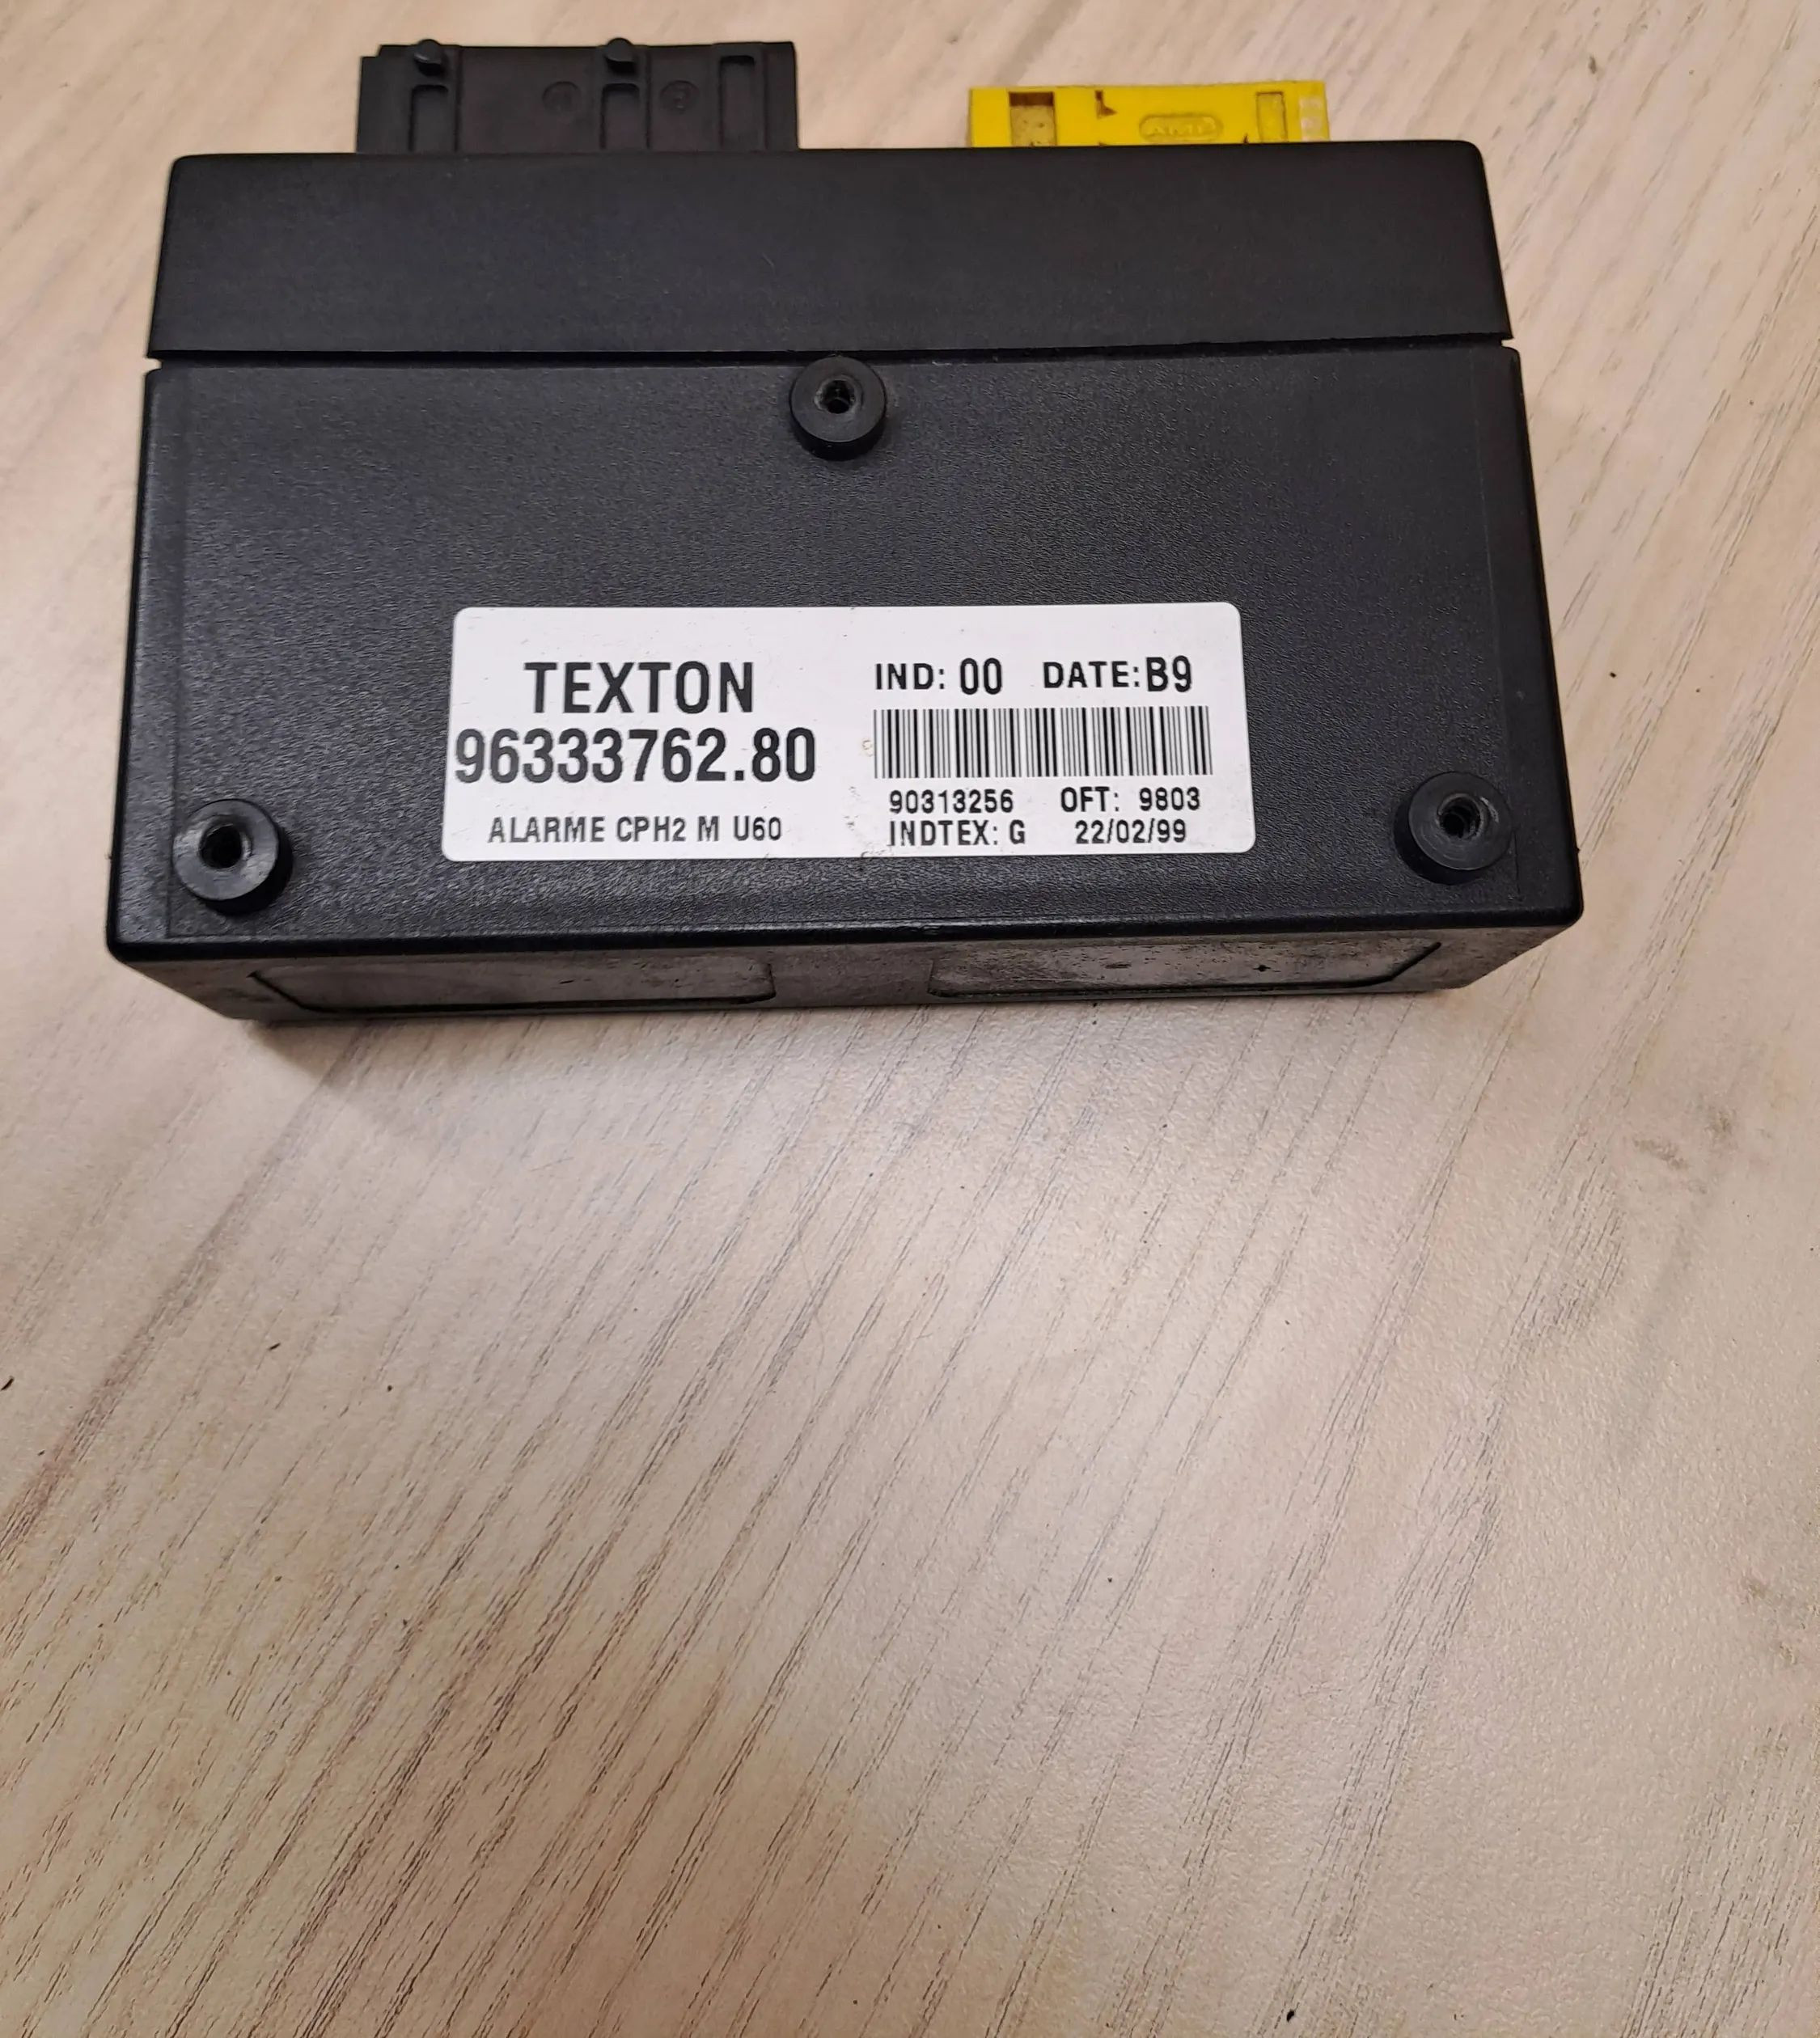 TEXTON
96333762.80
ALARME CPH2 M U60
IND: 00 DATE: B9
90313256 OFT: 9803
INDTEX: G 22/02/99